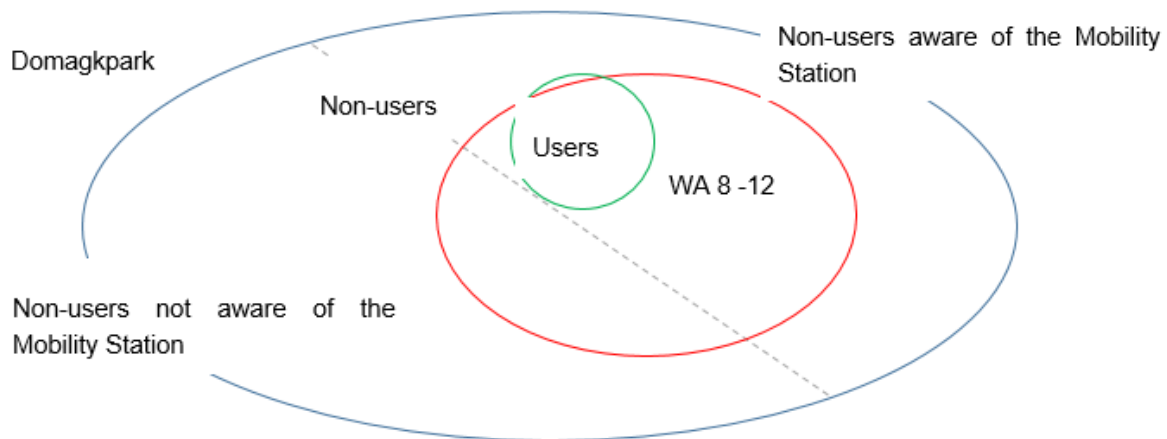 Domagkpark
Non-users aware of the Mobility
Station
Non-users
Users
WA 8 -12
Non-users not aware of the
Mobility Station